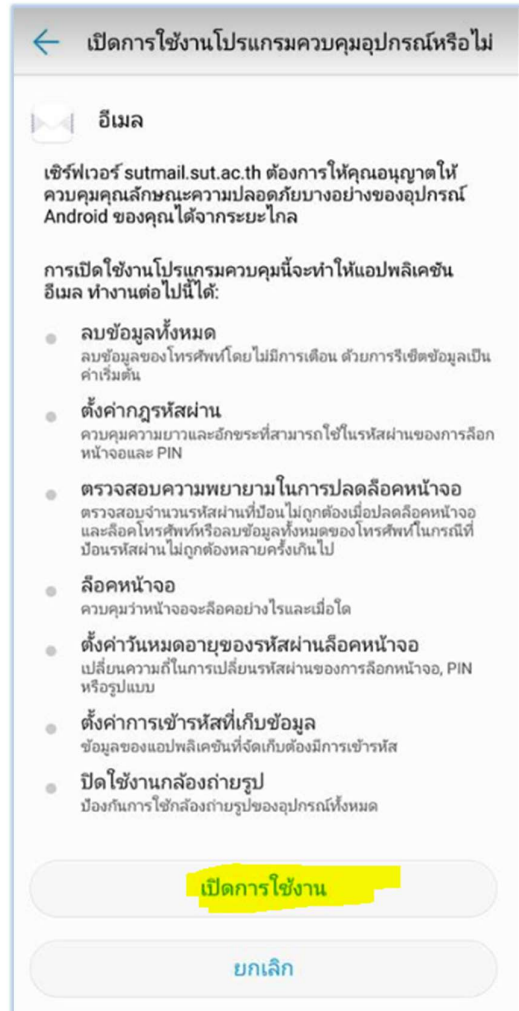 เปิดการใช้งานโปรแกรมควบคุมอุปกรณ์หรือไม่
อีเมล
เซิร์ฟเวอร์ sutmail.sut.ac.th ต้องการให้คุณอนุญาตให้
ควบคุมคุณลักษณะความปลอดภัยบางอย่างของอุปกรณ์
Android ของคุณได้จากระยะไกล
การเปิดใช้งานโปรแกรมควบคุมนี้จะทำให้แอปพลิเคชัน
อีเมล ทำงานต่อไปนี้ได้:
ลบข้อมูลทั้งหมด
ลบข้อมูลของโทรศัพท์โดยไม่มีการเตือน ด้วยการรีเซ็ตข้อมูลเป็น
ค่าเริ่มต้น
ตั้งค่ากฎรหัสผ่าน
ควบคุมความยาวและอักขระที่สามารถใช้ในรหัสผ่านของการล็อก
หน้าจอและ PIN
ตรวจสอบความพยายามในการปลดล็อคหน้าจอ
ตรวจสอบจำนวนรหัสผ่านที่ป้อนไม่ถูกต้องเมื่อปลดล็อคหน้าจอ
และล็อคโทรศัพท์หรือลบข้อมูลทั้งหมดของโทรศัพท์ในกรณีที่
ป้อนรหัสผ่านไม่ถูกต้องหลายครั้งเกินไป
ล็อคหน้าจอ
ควบคุมว่าหน้าจอจะล็อคอย่างไรและเมื่อใด
ตั้งค่าวันหมดอายุของรหัสผ่านล็อคหน้าจอ
เปลี่ยนความถี่ในการเปลี่ยนรหัสผ่านของการล็อกหน้าจอ, PIN
หรือรูปแบบ
ตั้งค่าการเข้ารหัสที่เก็บข้อมูล
ข้อมูลของแอปพลิเคชันที่จัดเก็บต้องมีการเข้ารหัส
ปิดใช้งานกล้องถ่ายรูป
ป้องกันการใช้กล้องถ่ายรูปของอุปกรณ์ทั้งหมด
เปิดการใช้งาน
ยกเลิก